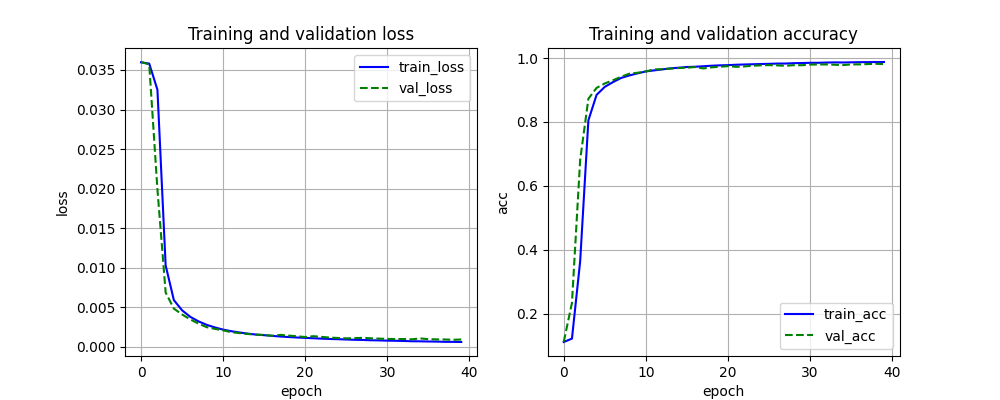 Training and validation loss
train_loss
val_loss
0.035
0.030
0.025
0.020
0.015
0.010
0.005
0.000
loss
0
10
20
30
40
epoch
Training and validation accuracy
1.0
0.8
0.6
0.4
0.2
acc
train_acc
val_acc
0
10
20
30
40
epoch